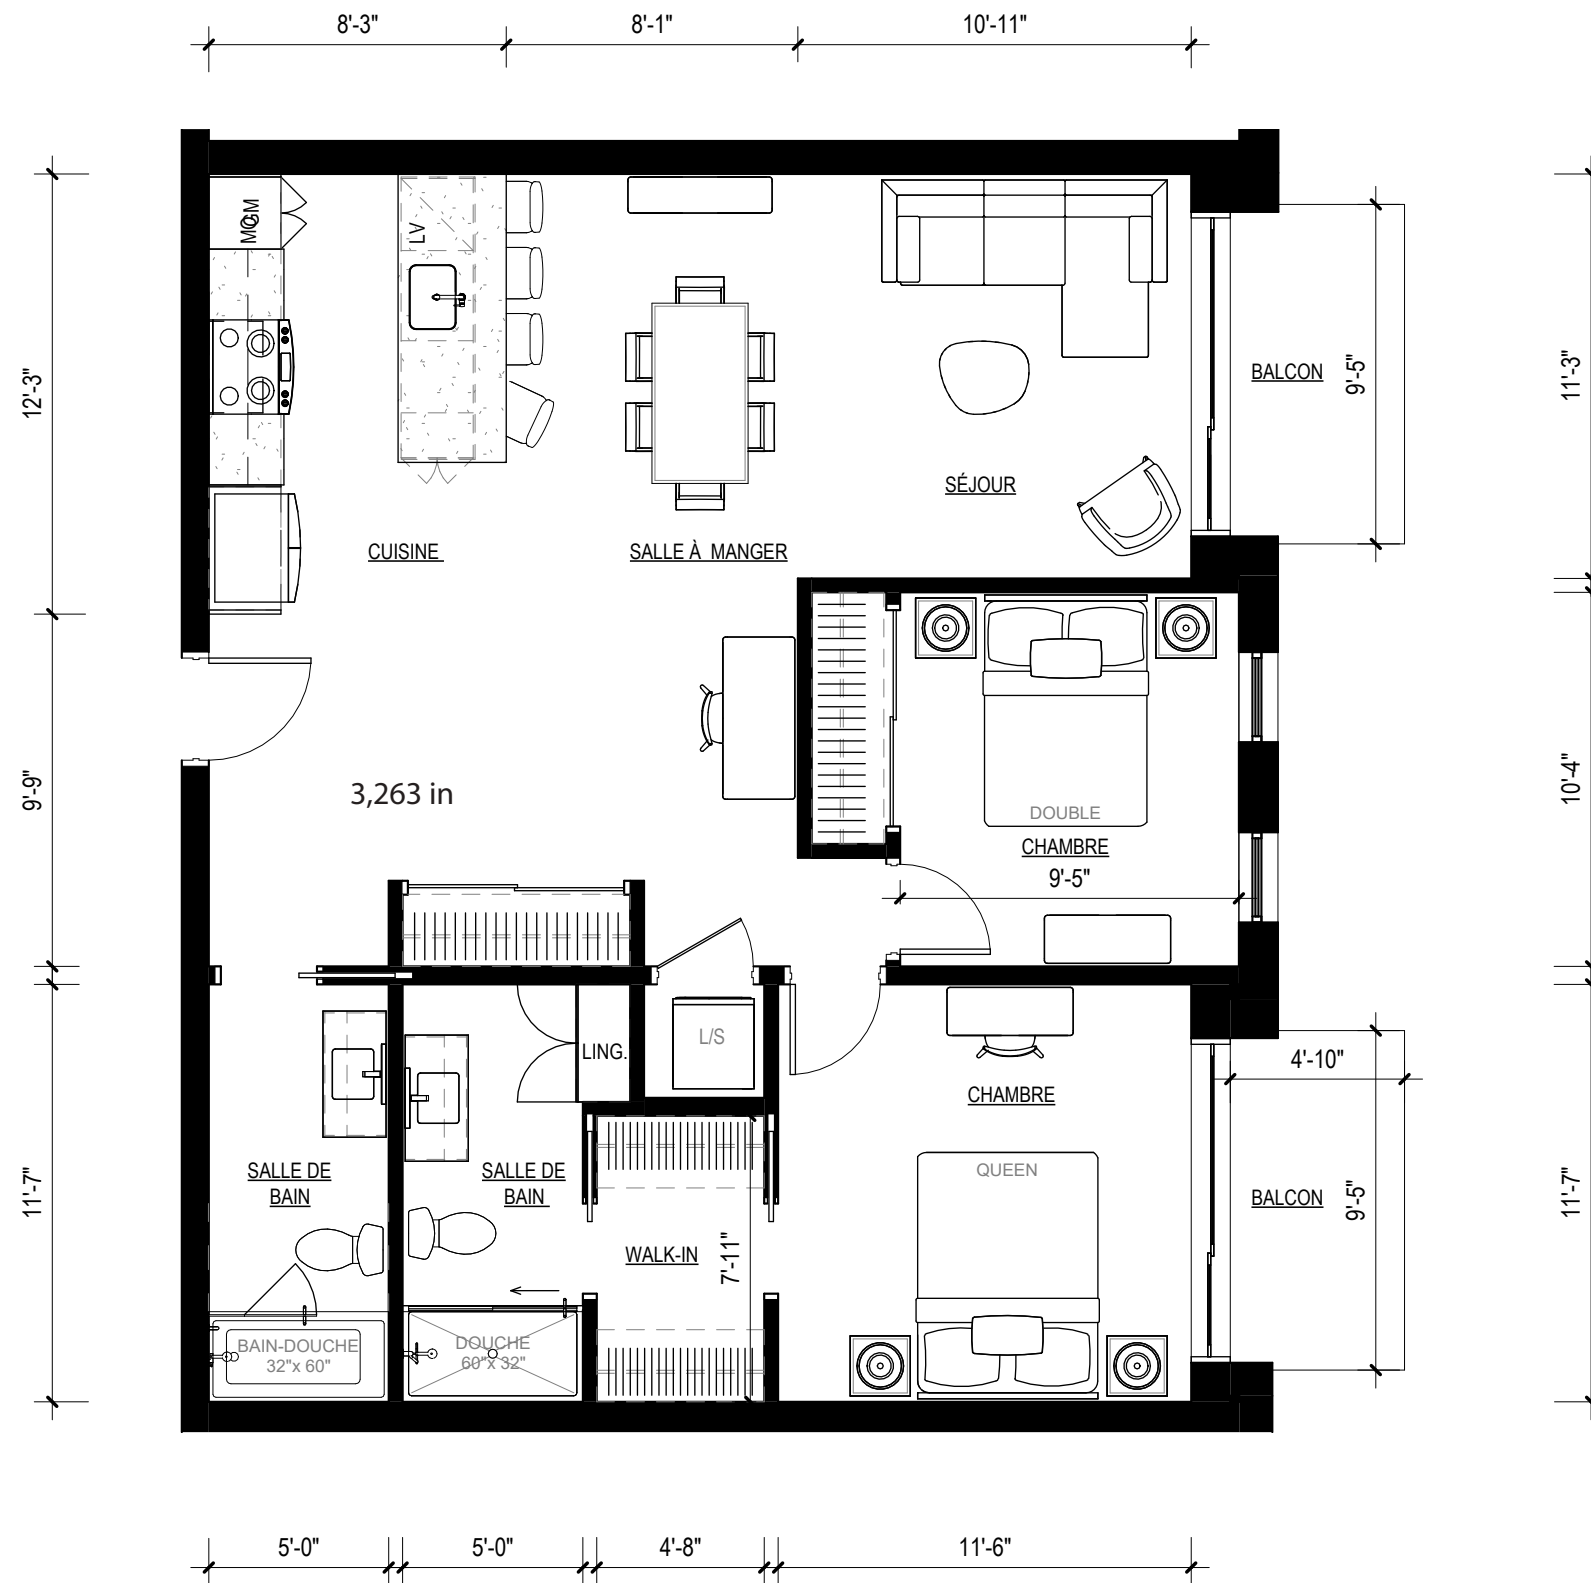 8'-3"
8'-1"
10'-11"
LV
12'-3"
BALCON
9'-5"
11'-3"
SÉJOUR
CUISINE
SALLE À MANGER
9'-9"
3,263 in
DOUBLE
CHAMBRE
9'-5"
10'-4"
LING.
L/S
CHAMBRE
4'-10"
11'-7"
SALLE DE
BAIN
SALLE DE
BAIN
WALK-IN
7'-11"
QUEEN
BALCON
9'-5"
11'-7"
BAIN-DOUCHE
32"x 60"
DOUCHE
60"x 32"
5'-0"
5'-0"
4'-8"
11'-6"